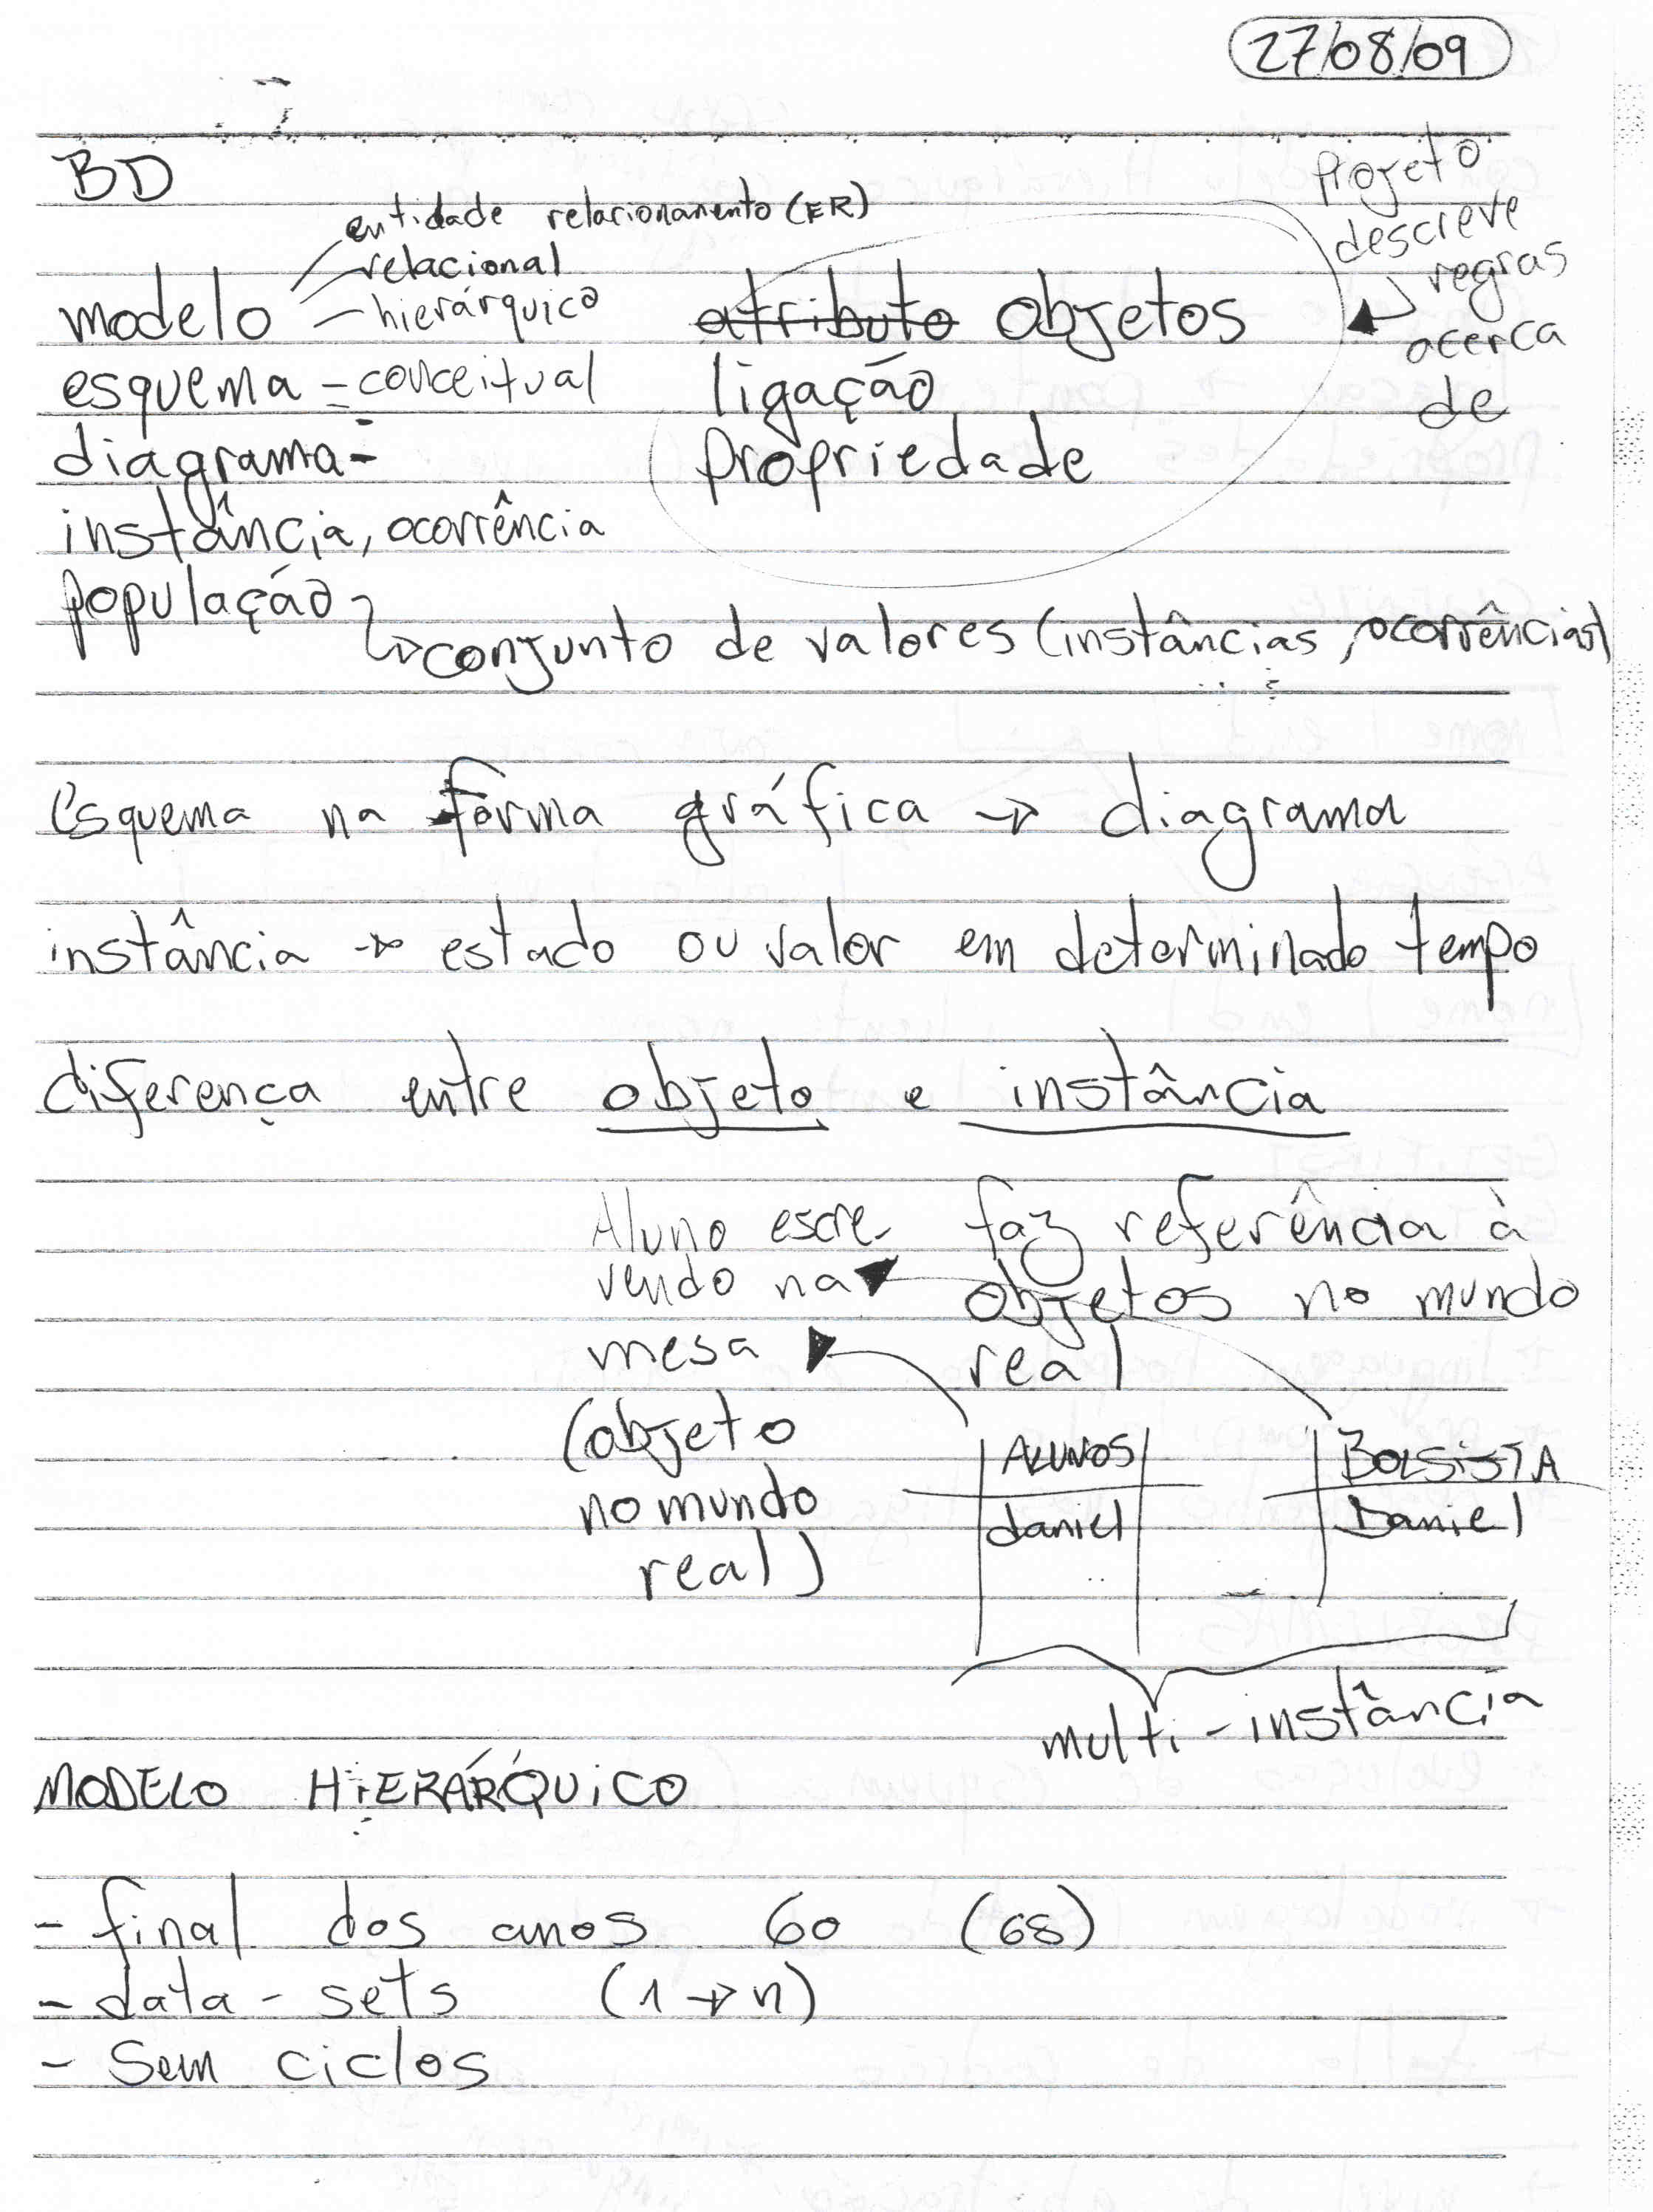 27/08/09
BD
entidade relacionamento (ER)
relacional
modelo - hierárquico
esquema = conceitual
diagrama -
instância, ocorrência
população
conjunto de valores (instâncias, ocorrências)
atributo objetos
ligação
propriedade
Projeto
descreve
regras
acerca
de
esquema na forma gráfica → diagrama
instância → estado ou valor em determinado tempo
diferença entre objeto e instância
Aluno escre-
vendo na
mesa
(objeto
no mundo
real)
faz referência à
objetos no mundo
real
ALUNOS
daniel
BOLSISTA
Daniel
multi-instância
MODELO HIERÁRQUICO
- final dos anos 60 (68)
- data-sets (1 → n)
- Sem ciclos